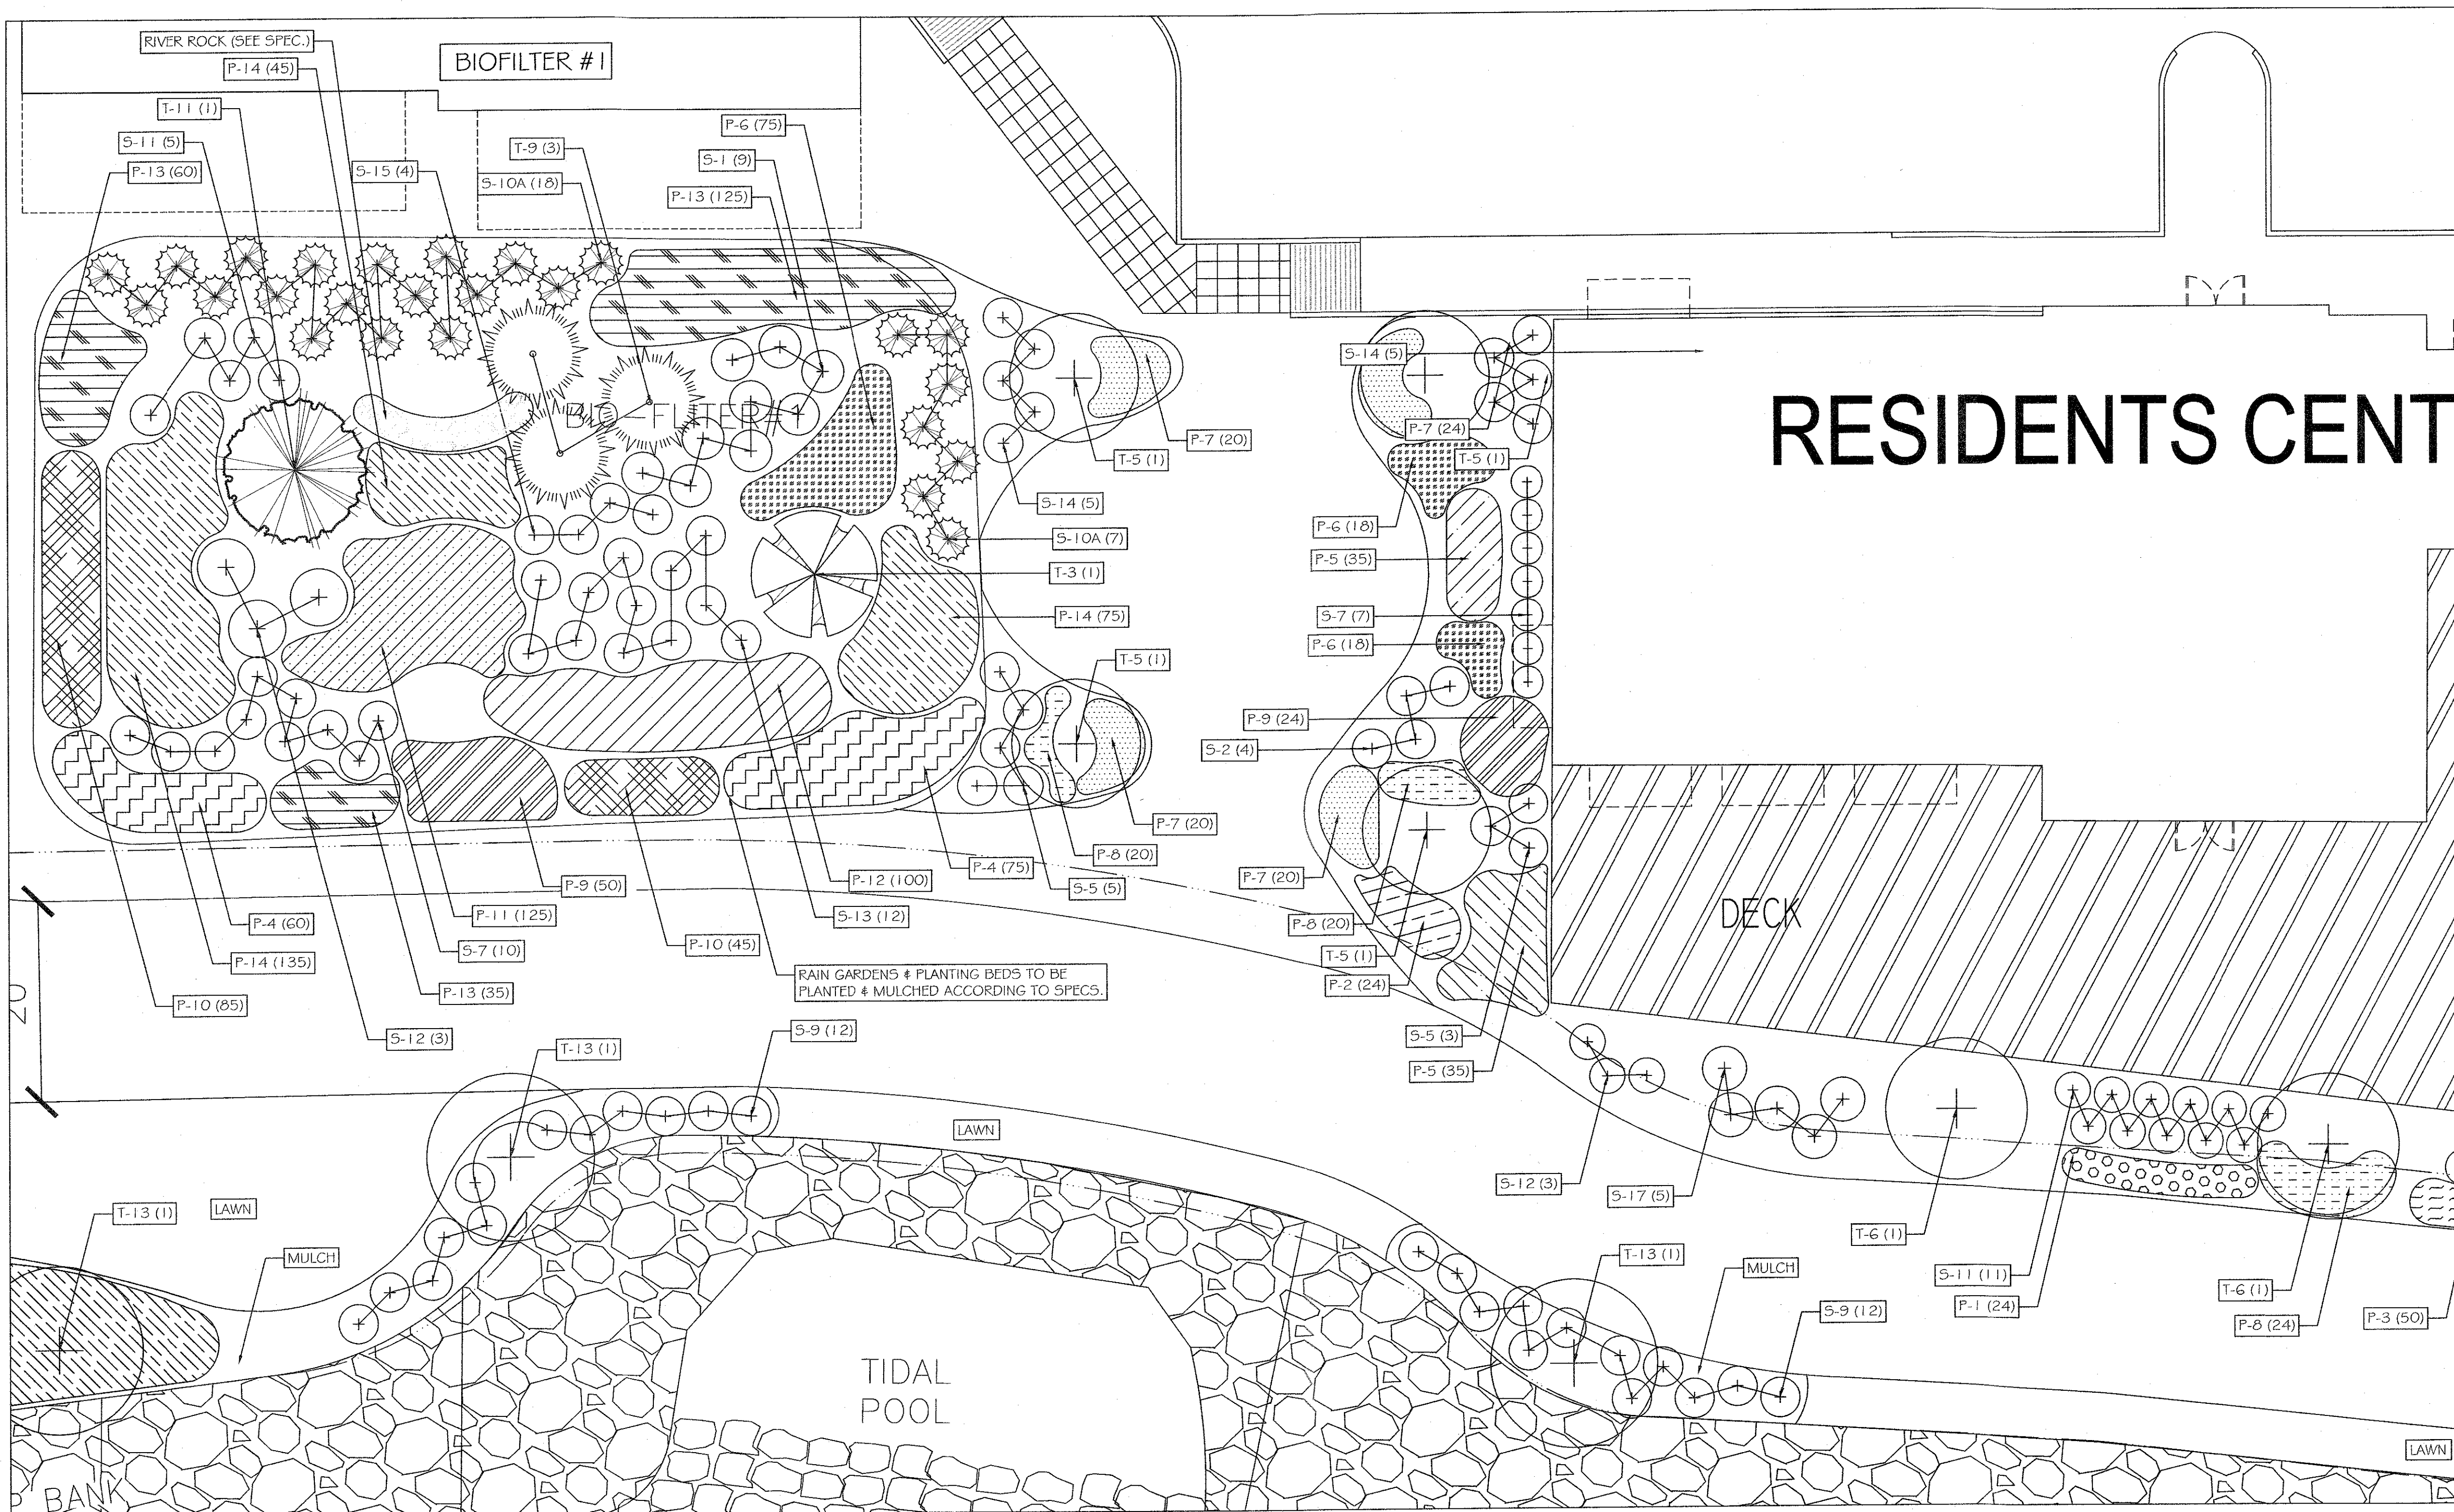 RIVER ROCK (SEE SPEC.)
P-14 (45)
BIOFILTER #1
T-11 (1)
S-11 (5)
P-13 (60)
S-15 (4)
T-9 (3)
S-10A (18)
P-6 (75)
S-1 (9)
P-13 (125)
BIO-FILTER#1
P-7 (20)
T-5 (1)
S-14 (5)
S-10A (7)
T-3 (1)
P-14 (75)
T-5 (1)
P-7 (20)
P-8 (20)
S-5 (5)
P-4 (75)
P-12 (100)
S-13 (12)
P-9 (50)
P-11 (125)
P-10 (45)
S-7 (10)
P-4 (60)
P-14 (135)
P-13 (35)
P-10 (85)
S-12 (3)
RAIN GARDENS & PLANTING BEDS TO BE
PLANTED & MULCHED ACCORDING TO SPECS.
20
S-14 (5)
P-7 (24)
T-5 (1)
RESIDENTS CENT
P-6 (18)
P-5 (35)
S-7 (7)
P-6 (18)
P-9 (24)
S-2 (4)
P-7 (20)
P-8 (20)
T-5 (1)
P-2 (24)
DECK
S-5 (3)
P-5 (35)
T-13 (1)
S-9 (12)
LAWN
T-13 (1)
LAWN
MULCH
S-12 (3)
S-17 (5)
T-6 (1)
S-11 (11)
P-1 (24)
T-6 (1)
P-8 (24)
P-3 (50)
T-13 (1)
MULCH
S-9 (12)
TIDAL
POOL
LAWN
BANK